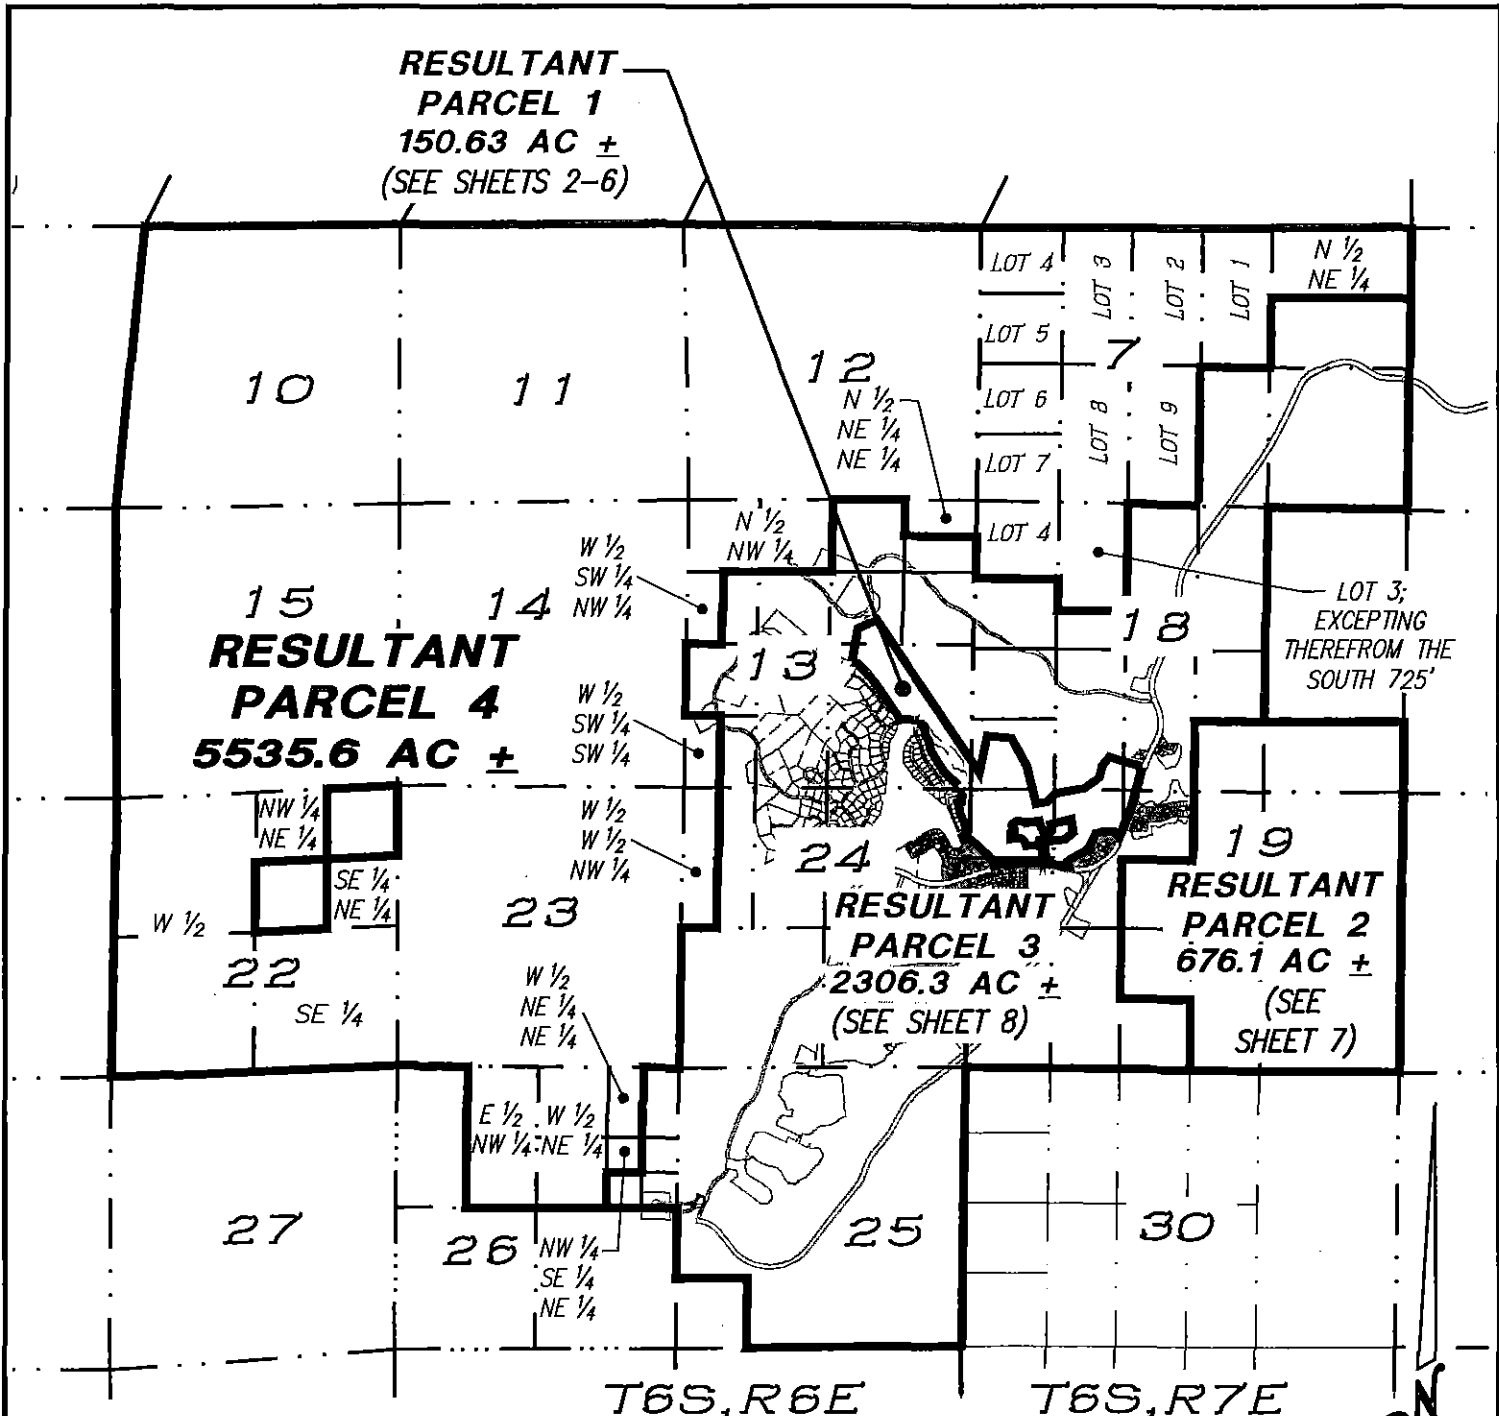 RESULTANT
PARCEL 1
150.63 AC ±
(SEE SHEETS 2-6)
LOT 4
LOT 3
LOT 2
LOT 1
N ½
NE ¼
LOT 5
7
10
11
12
N ½
NE ¼
NE ¼
LOT 6
LOT 8
LOT 9
LOT 7
N ½
NW ¼
LOT 4
W ½
SW ¼
NW ¼
15
14
13
18
LOT 3;
EXCEPTING
THEREFROM THE
SOUTH 725'
RESULTANT
PARCEL 4
5535.6 AC ±
W ½
SW ¼
SW ¼
NW ¼
NE ¼
W ½
W ½
NW ¼
24
19
SE ¼
NE ¼
W ½
23
22
SE ¼
RESULTANT
PARCEL 3
2306.3 AC ±
(SEE SHEET 8)
RESULTANT
PARCEL 2
676.1 AC ±
(SEE
SHEET 7)
W ½
NE ¼
NE ¼
E ½
NW ¼
W ½
NE ¼
27
26
NW ¼
SE ¼
NE ¼
25
30
T6S, R6E
T6S, R7E
N